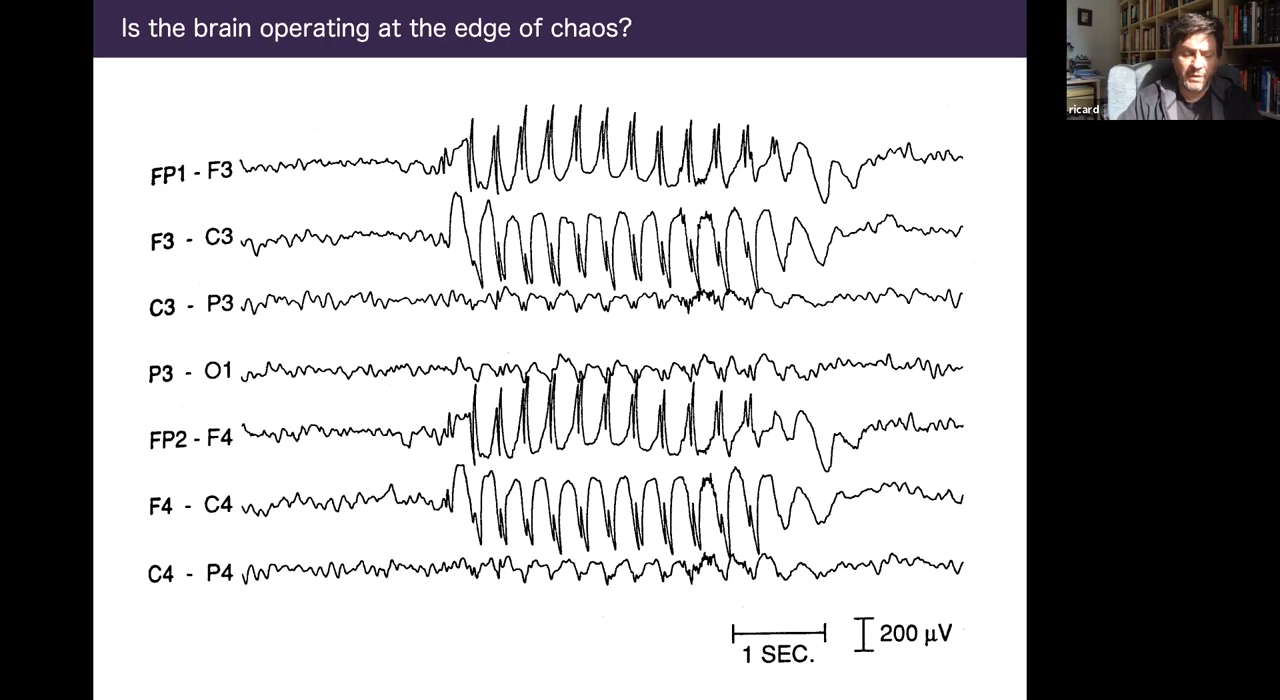 Is the brain operating at the edge of chaos?
ricard
FP1 - F3
F3 - C3
C3 - P3
P3 - O1
FP2 - F4
F4 - C4
C4 - P4
1 SEC.
200 μV